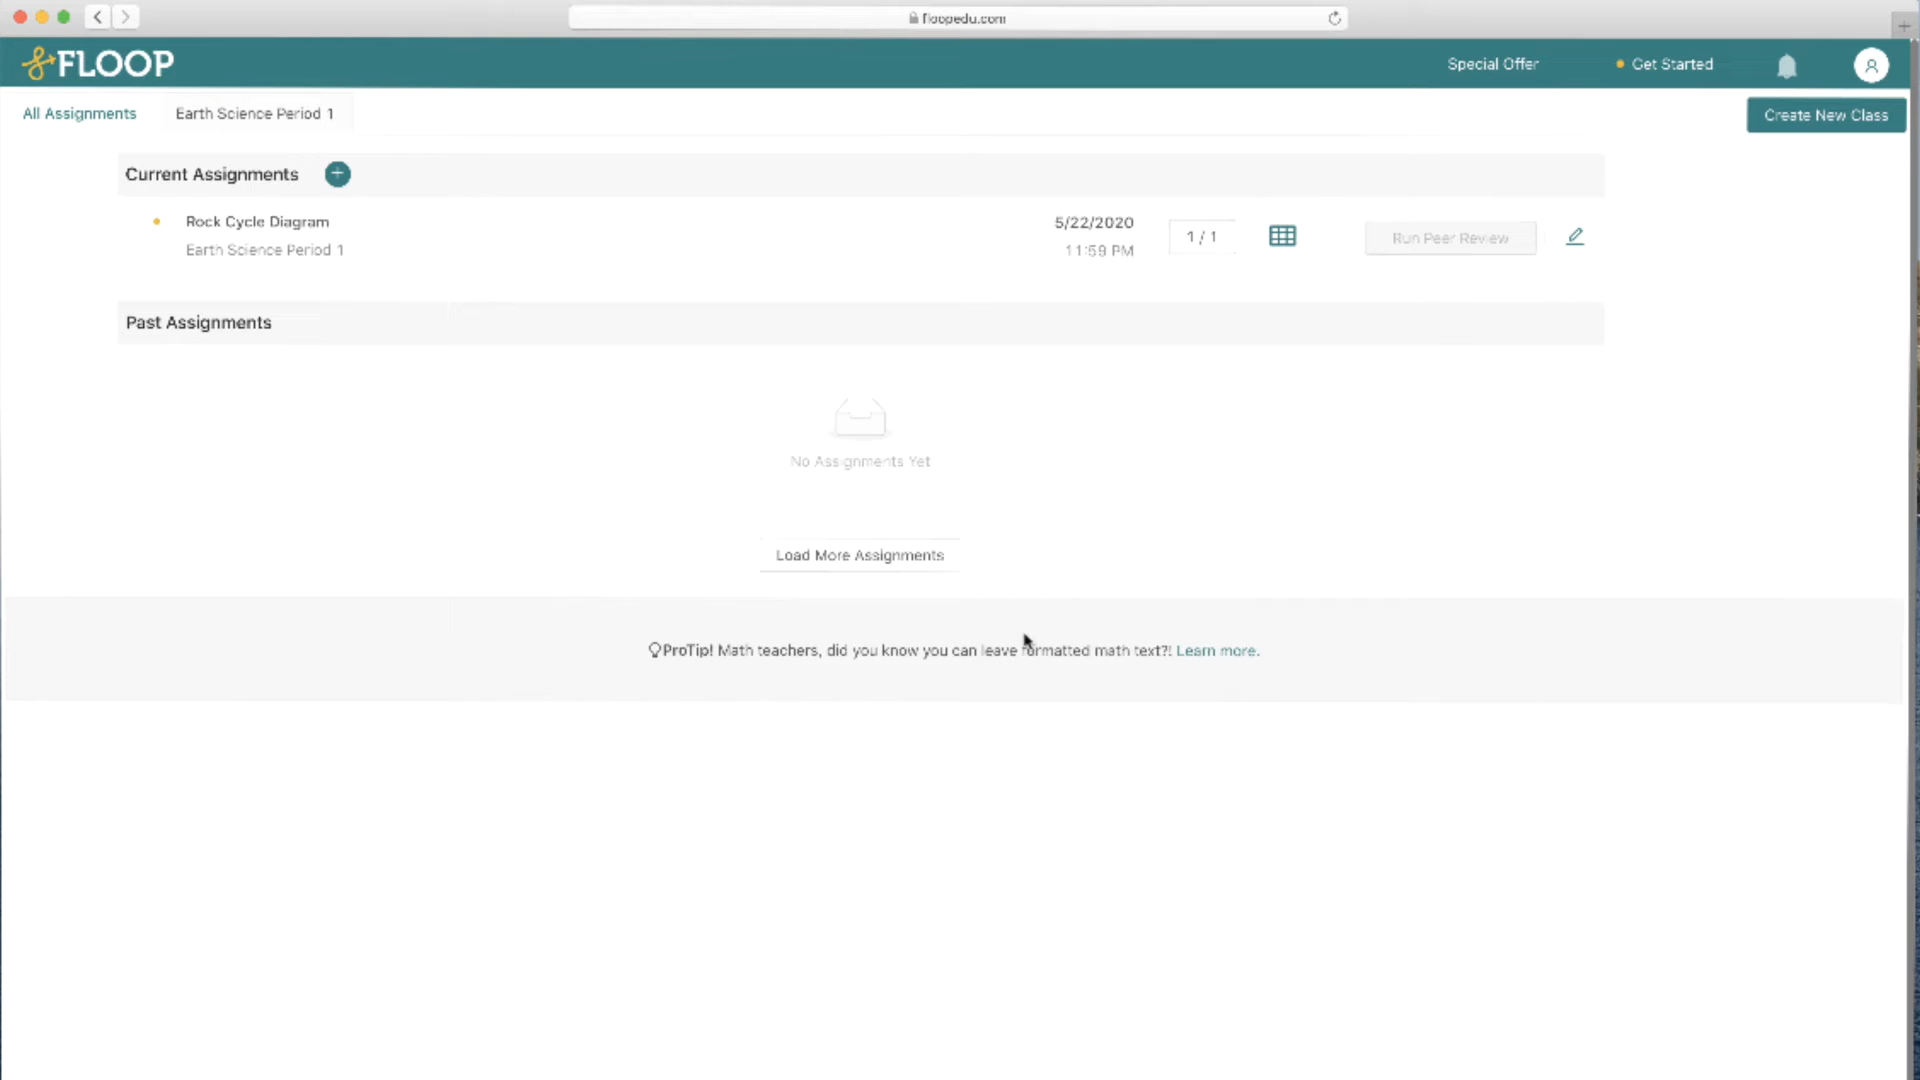 floopedu.com
FLOOP
Special Offer
Get Started
All Assignments
Earth Science Period 1
Create New Class
Current Assignments
Rock Cycle Diagram
5/22/2020
1 / 1
Run Peer Review
Earth Science Period 1
11:59 PM
Past Assignments
No Assignments Yet
Load More Assignments
ProTip! Math teachers, did you know you can leave formatted math text?! Learn more.